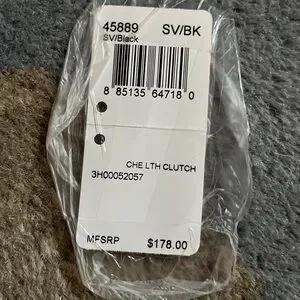 45889 SV/BK
SV/Black
8 85135 64718 0
CHE LTH CLUTCH
3H00052057
MFSRP $178.00